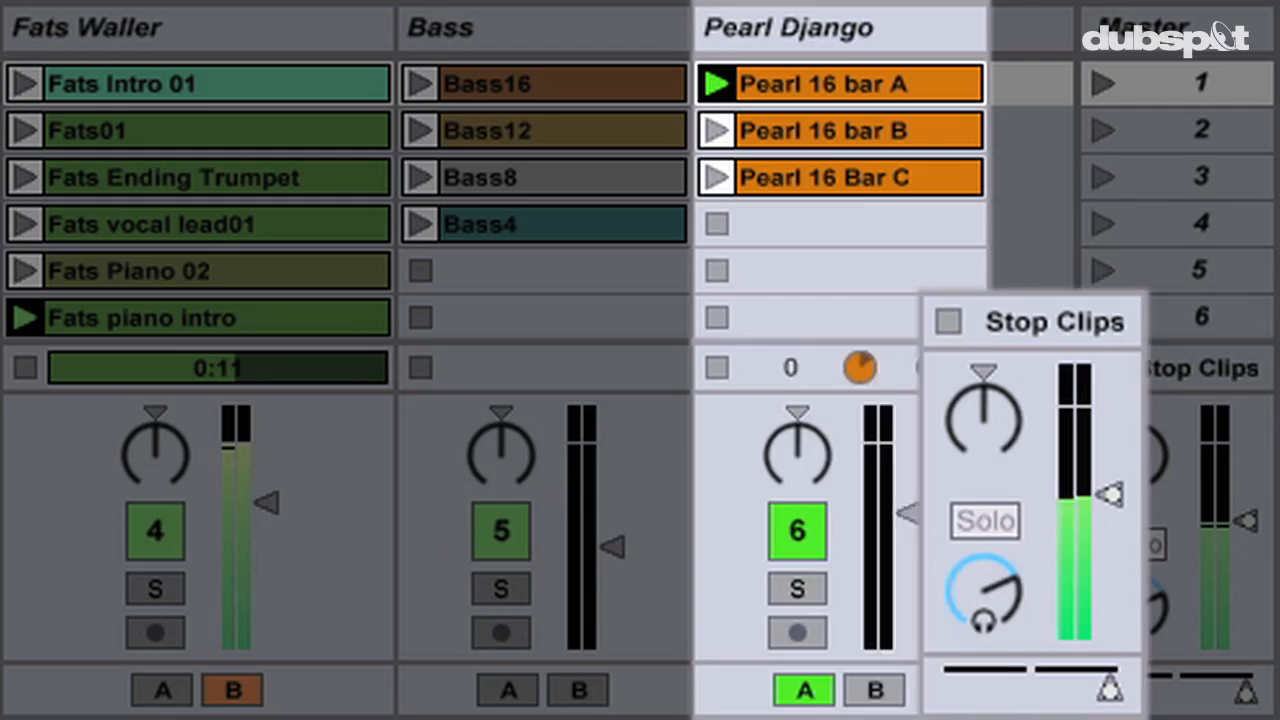 Fats Waller
Bass
Pearl Django
Master
dubspot
Fats Intro 01
Bass16
Pearl 16 bar A
1
Fats01
Bass12
Pearl 16 bar B
2
Fats Ending Trumpet
Bass8
Pearl 16 Bar C
3
Fats vocal lead01
Bass4
4
Fats Piano 02
5
Fats piano intro
6
Stop Clips
0:11
0
Stop Clips
4
5
6
Solo
S
S
S
A
B
A
B
A
B